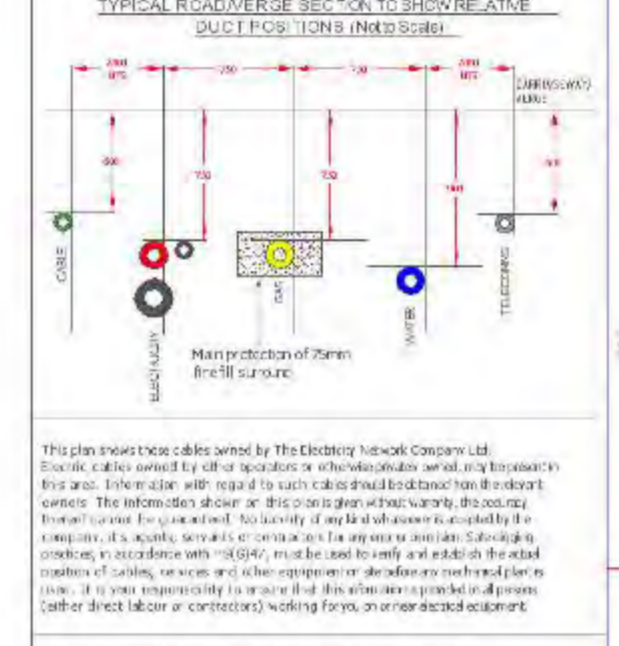 TYPICAL ROAD/VERGE SECTION TO SHOW RELATIVE
DUCT POSITIONS (Not to Scale)
750
CARRIAGEWAY/
VERGE
750
750
CABLE
ELECTRICITY
GAS
WATER
TELECOMMS
Main protection of 75mm
fine fill surround
This plan shows those cables owned by The Electricity Network Company Ltd.
Electric cables owned by other operators or otherwise privately owned, may be present in
this area. Information with regard to such cables should be obtained from the relevant
owners. The information shown on this plan is given without warranty, the accuracy
thereof cannot be guaranteed. No liability of any kind whatsoever is accepted by the
company, it's agents, servants or contractors for any error or omission. Safe digging
practices, in accordance with HS(G)47, must be used to verify and establish the actual
position of cables, services and other equipment on site before any mechanical plant is
used. It is your responsibility to ensure that this information is provided to all persons
(either direct labour or contractors) working for you on or near electrical equipment.